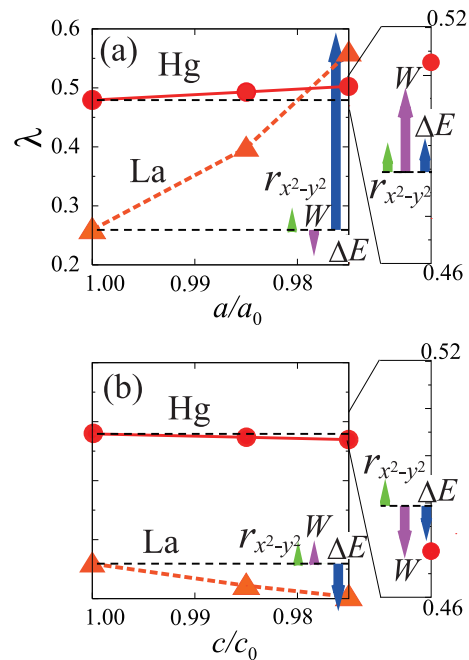 0.6
(a)
Hg
0.5
0.4
λ
La
r_{x²-y²}
0.3
W
ΔE
0.2
1.00 0.99 0.98
a/a₀
0.52
W
ΔE
r_{x²-y²}
0.46
(b)
Hg
La
r_{x²-y²}
W
ΔE
1.00 0.99 0.98
c/c₀
0.52
r_{x²-y²}
ΔE
W
0.46